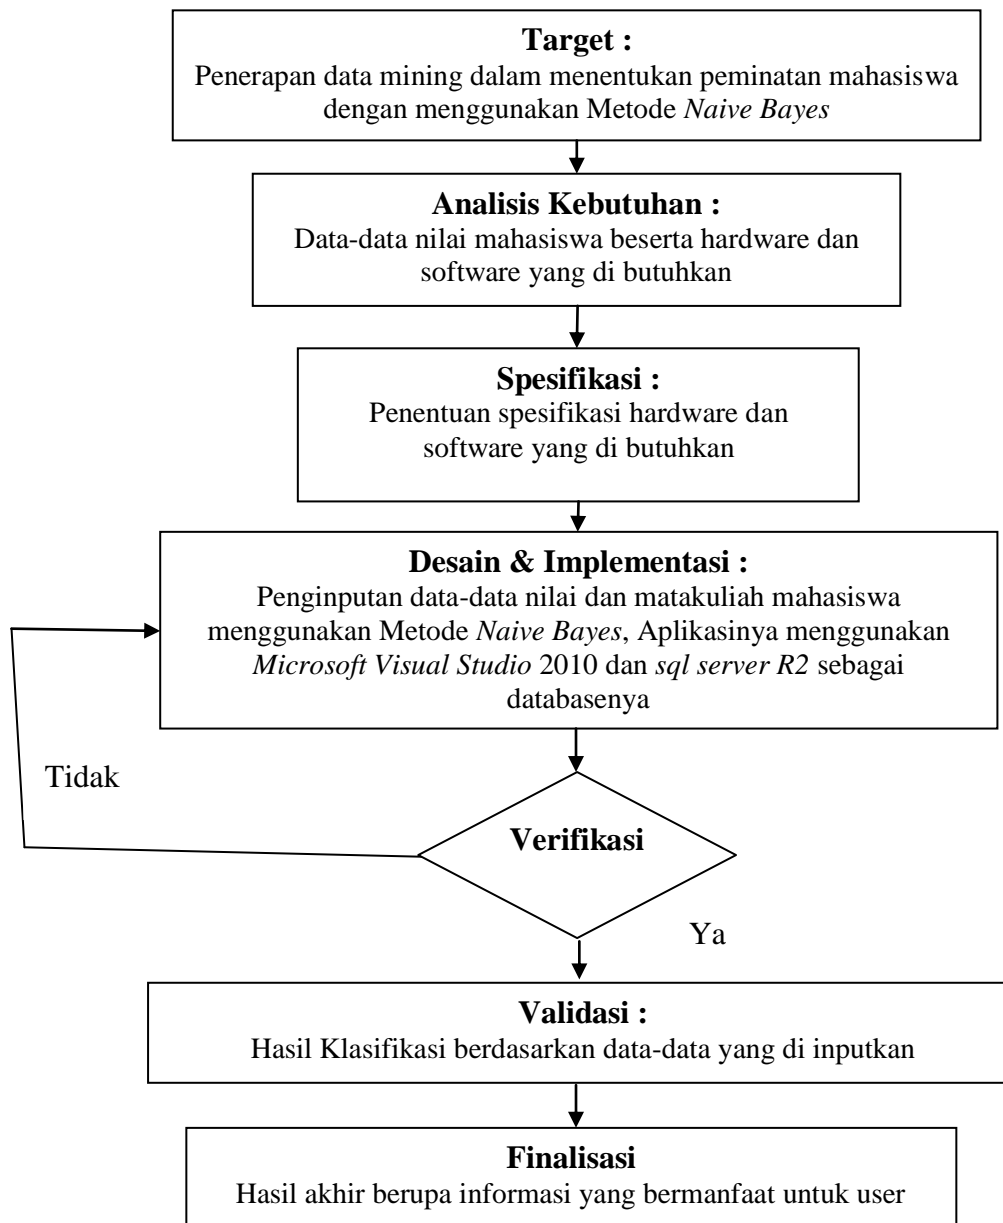 Target :
Penerapan data mining dalam menentukan peminatan mahasiswa
dengan menggunakan Metode Naive Bayes
Analisis Kebutuhan :
Data-data nilai mahasiswa beserta hardware dan
software yang di butuhkan
Spesifikasi :
Penentuan spesifikasi hardware dan
software yang di butuhkan
Desain & Implementasi :
Penginputan data-data nilai dan matakuliah mahasiswa
menggunakan Metode Naive Bayes, Aplikasinya menggunakan
Microsoft Visual Studio 2010 dan sql server R2 sebagai
databasenya
Tidak
Verifikasi
Ya
Validasi :
Hasil Klasifikasi berdasarkan data-data yang di inputkan
Finalisasi
Hasil akhir berupa informasi yang bermanfaat untuk user